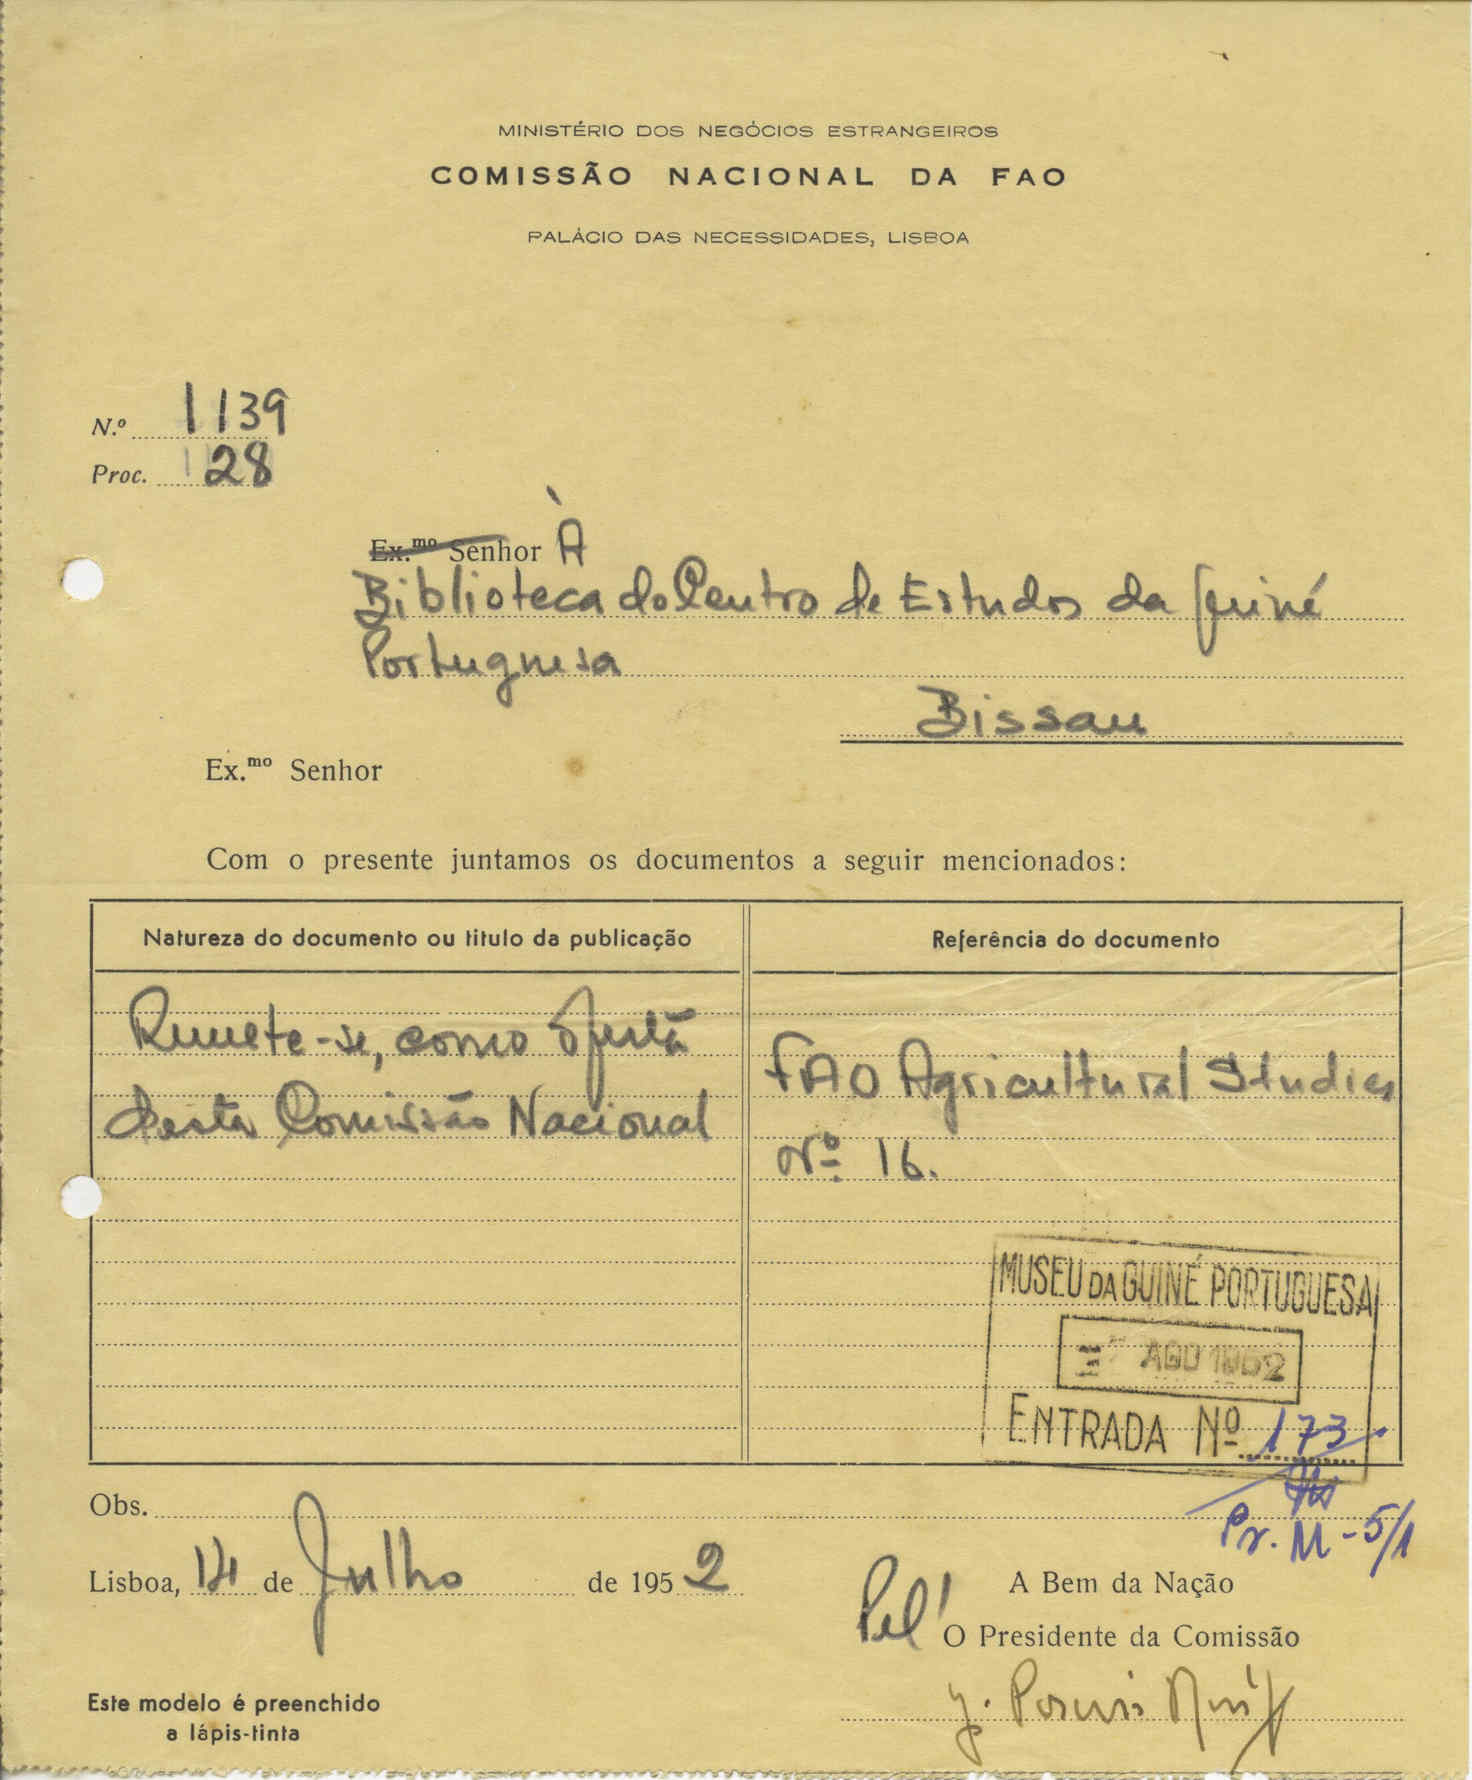 MINISTÉRIO DOS NEGÓCIOS ESTRANGEIROS
COMISSÃO NACIONAL DA FAO
PALÁCIO DAS NECESSIDADES, LISBOA
N.º 1139
Proc. 128
Ex.mo Senhor À
Biblioteca do Centro de Estudos da Guiné
Portuguesa
Bissau
Ex.mo Senhor
Com o presente juntamos os documentos a seguir mencionados:
Natureza do documento ou titulo da publicação
Referência do documento
Remete-se, como oferta
desta Comissão Nacional
FAO Agricultural Studies
Nº 16.
MUSEU DA GUINÉ PORTUGUESA
AGO 1952
ENTRADA Nº 173
Pr. M-5/1
Obs.
Lisboa, 14 de Julho de 1952
A Bem da Nação
Pel' O Presidente da Comissão
Este modelo é preenchido
a lápis-tinta